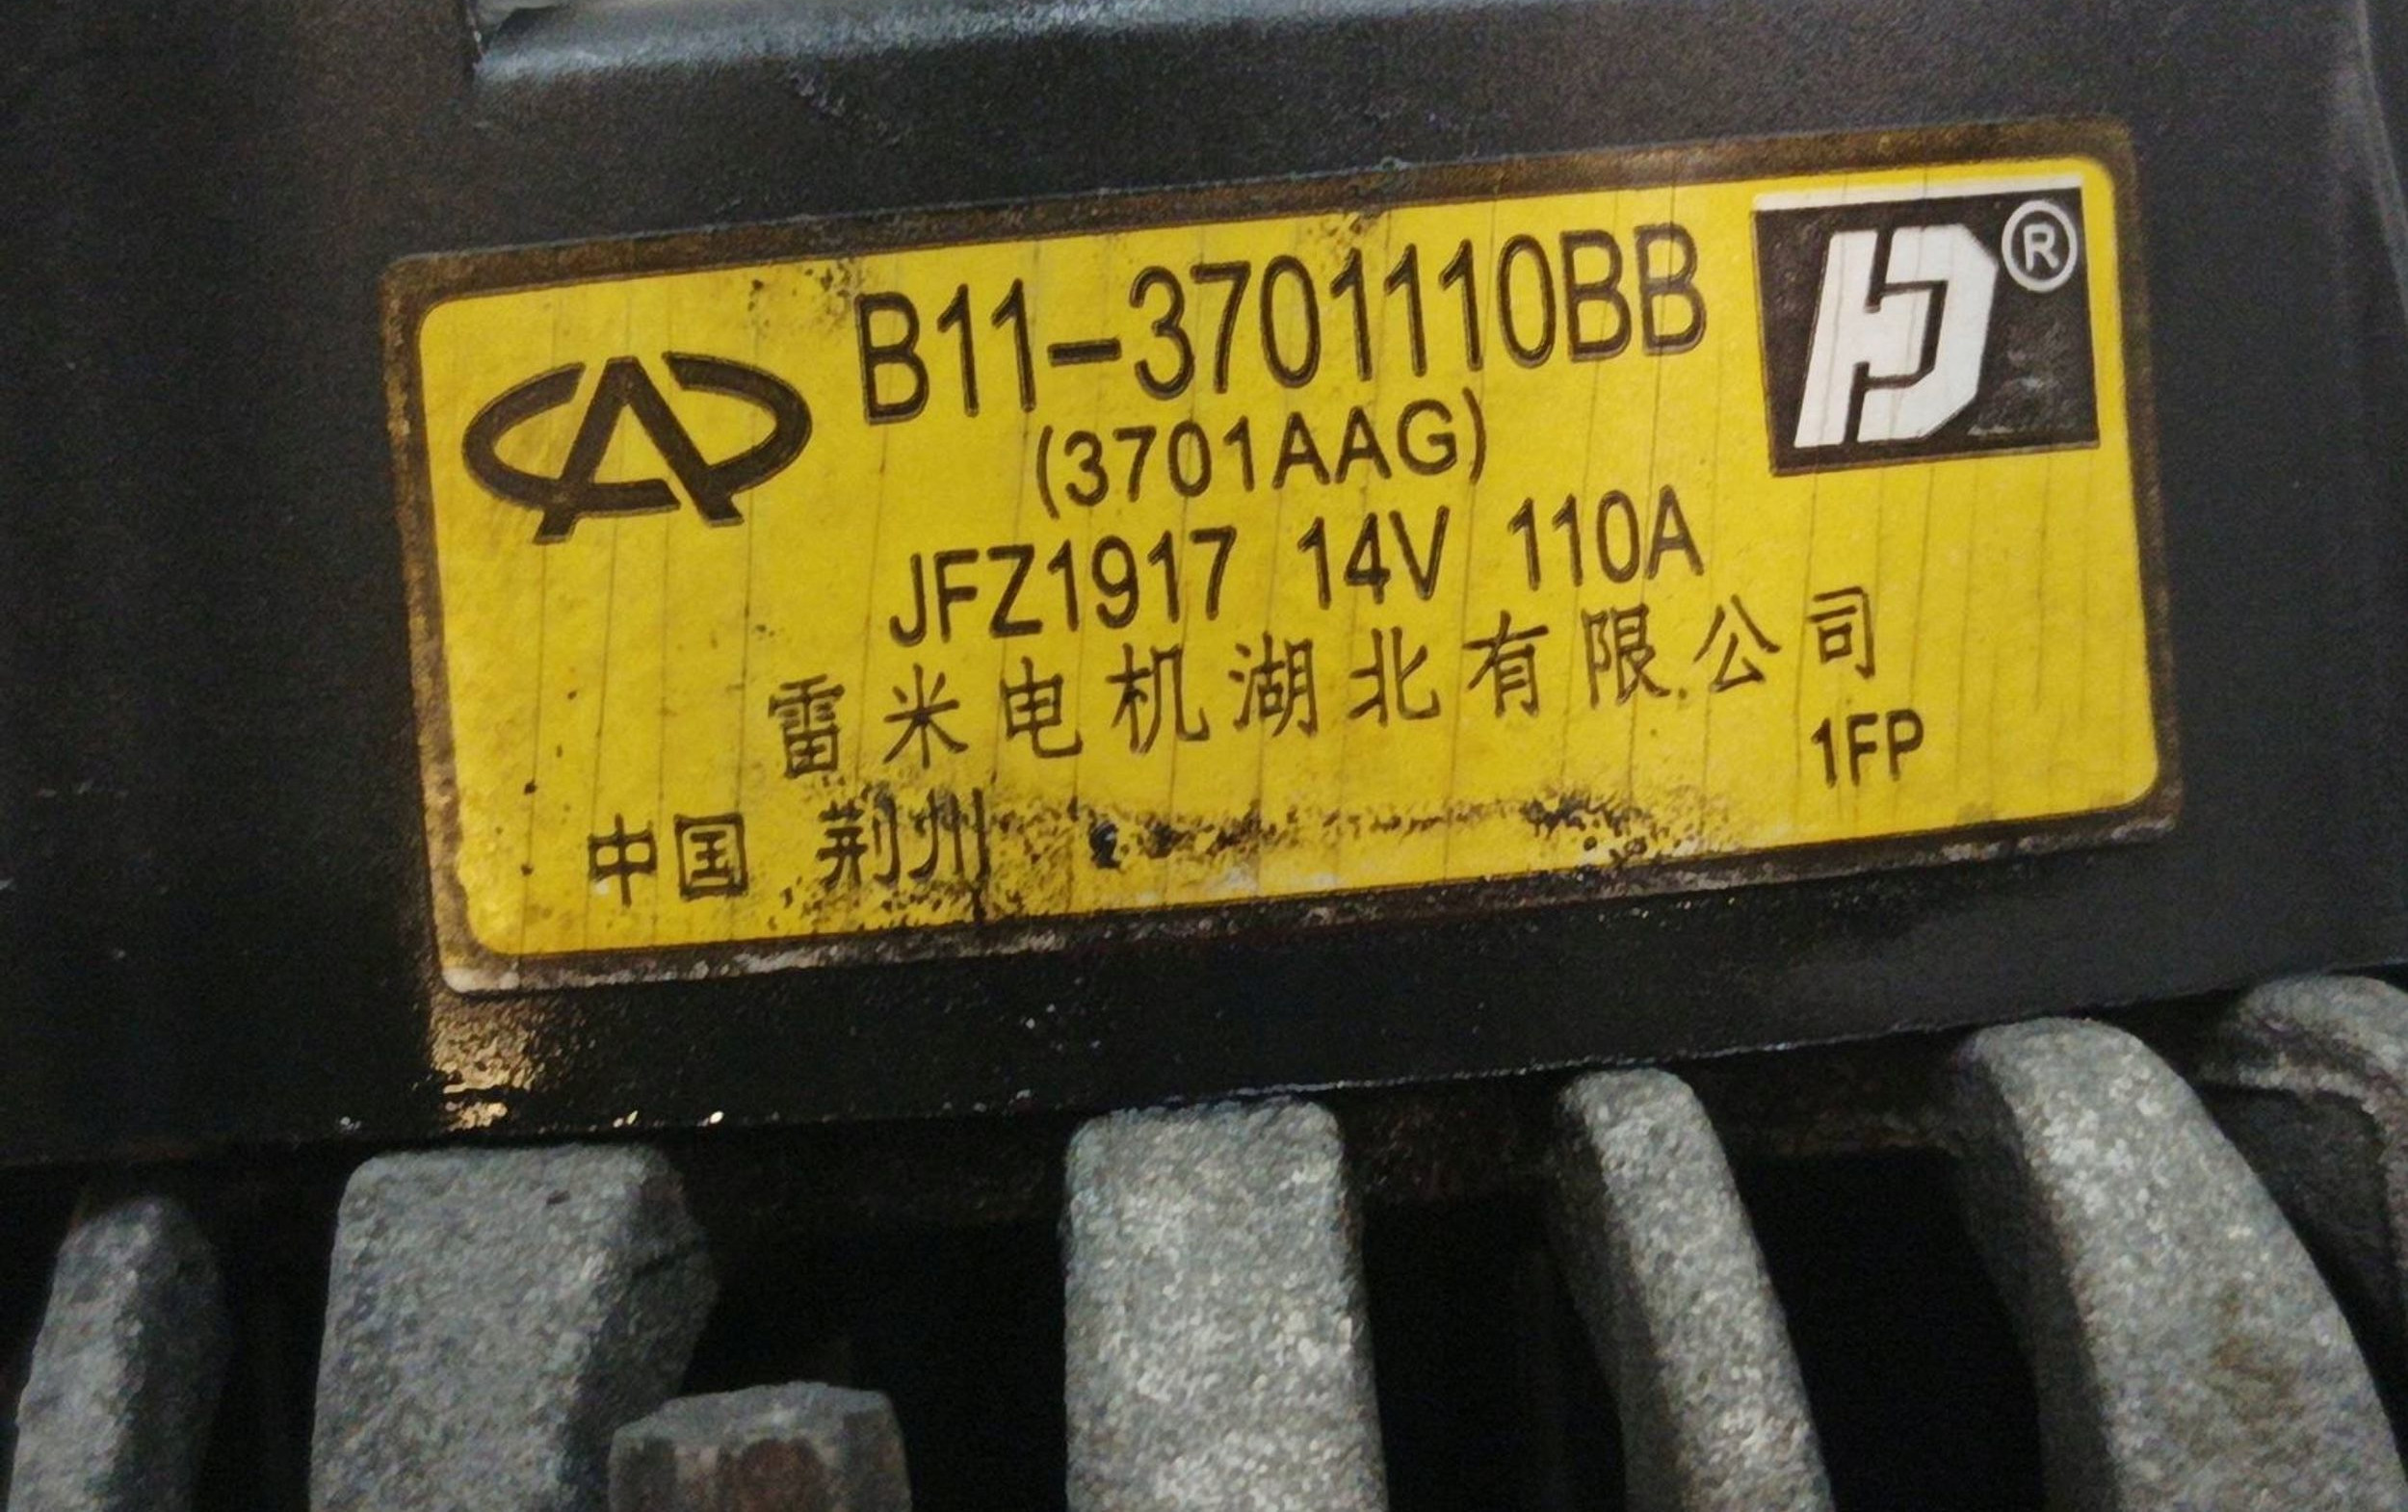 B11-3701110BB
®
(3701AAG)
JFZ1917 14V 110A
雷米电机湖北有限公司
1FP
中国 荆州